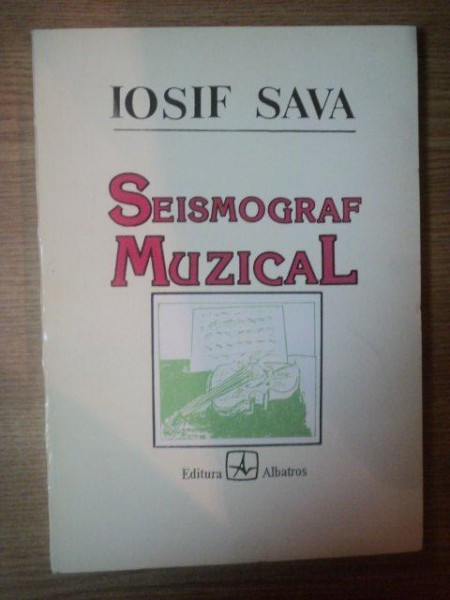 IOSIF SAVA
SEISMOGRAF
MUZICAL
Editura Albatros